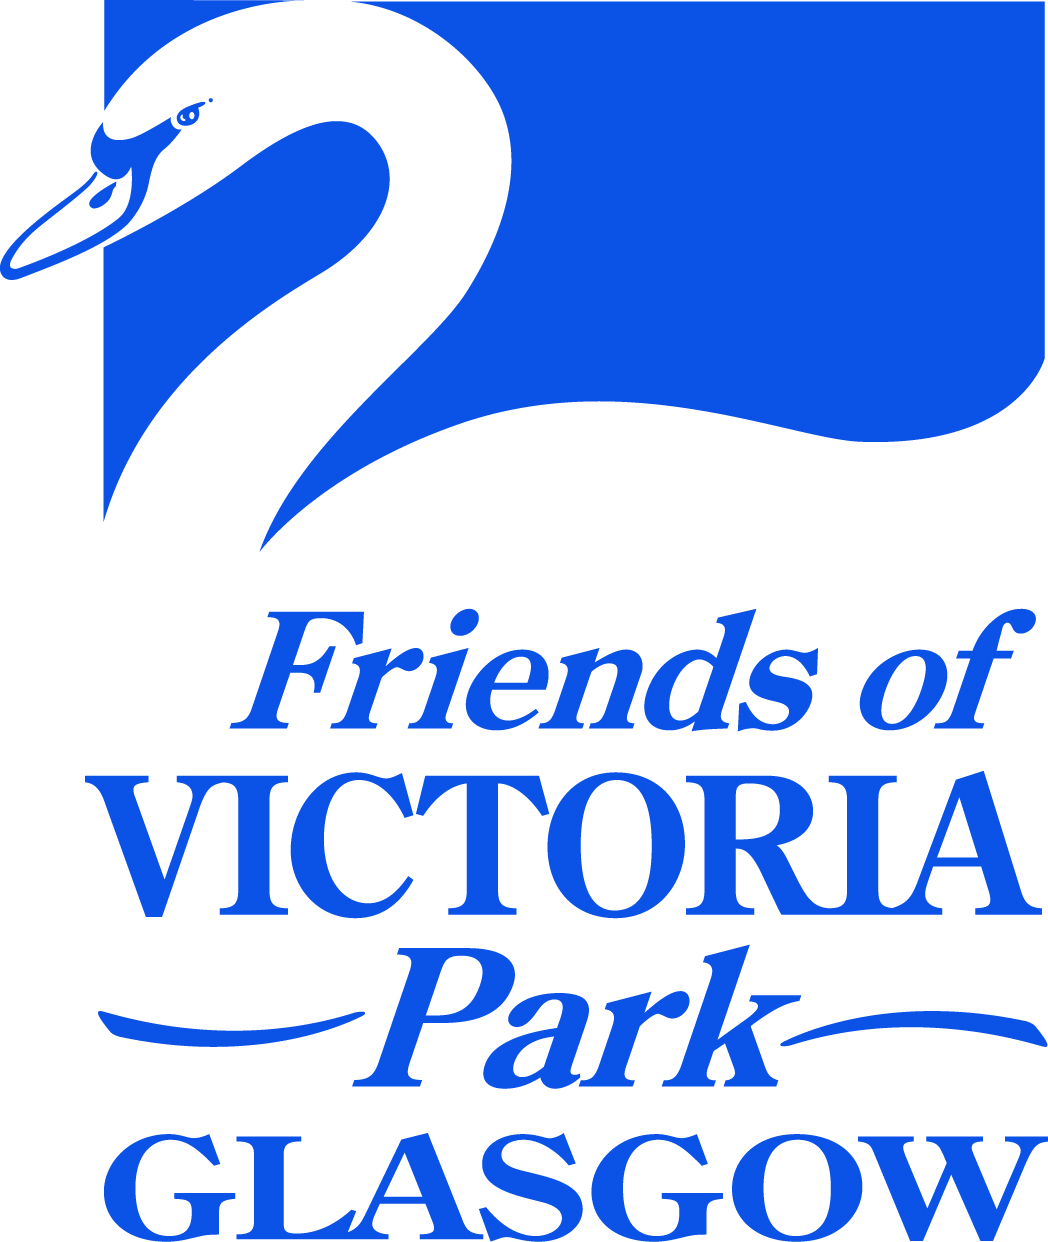 Friends of
VICTORIA
Park
GLASGOW